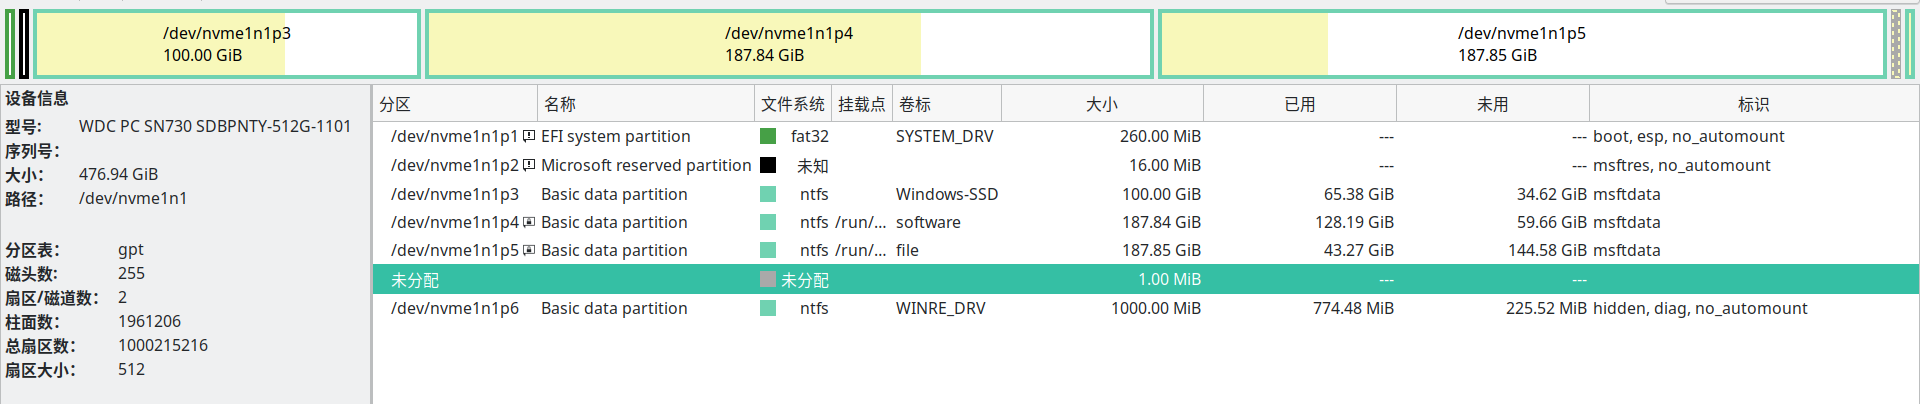 /dev/nvme1n1p3
100.00 GiB
/dev/nvme1n1p4
187.84 GiB
/dev/nvme1n1p5
187.85 GiB
设备信息
型号: WDC PC SN730 SDBPNTY-512G-1101
序列号:
大小: 476.94 GiB
路径: /dev/nvme1n1
分区表: gpt
磁头数: 255
扇区/磁道数: 2
柱面数: 1961206
总扇区数: 1000215216
扇区大小: 512
分区 名称 文件系统 挂载点 卷标 大小 已用 未用 标识
/dev/nvme1n1p1 EFI system partition fat32 SYSTEM_DRV 260.00 MiB --- --- boot, esp, no_automount
/dev/nvme1n1p2 Microsoft reserved partition 未知 16.00 MiB --- --- msftres, no_automount
/dev/nvme1n1p3 Basic data partition ntfs Windows-SSD 100.00 GiB 65.38 GiB 34.62 GiB msftdata
/dev/nvme1n1p4 Basic data partition ntfs /run/... software 187.84 GiB 128.19 GiB 59.66 GiB msftdata
/dev/nvme1n1p5 Basic data partition ntfs /run/... file 187.85 GiB 43.27 GiB 144.58 GiB msftdata
未分配 未分配 1.00 MiB --- ---
/dev/nvme1n1p6 Basic data partition ntfs WINRE_DRV 1000.00 MiB 774.48 MiB 225.52 MiB hidden, diag, no_automount